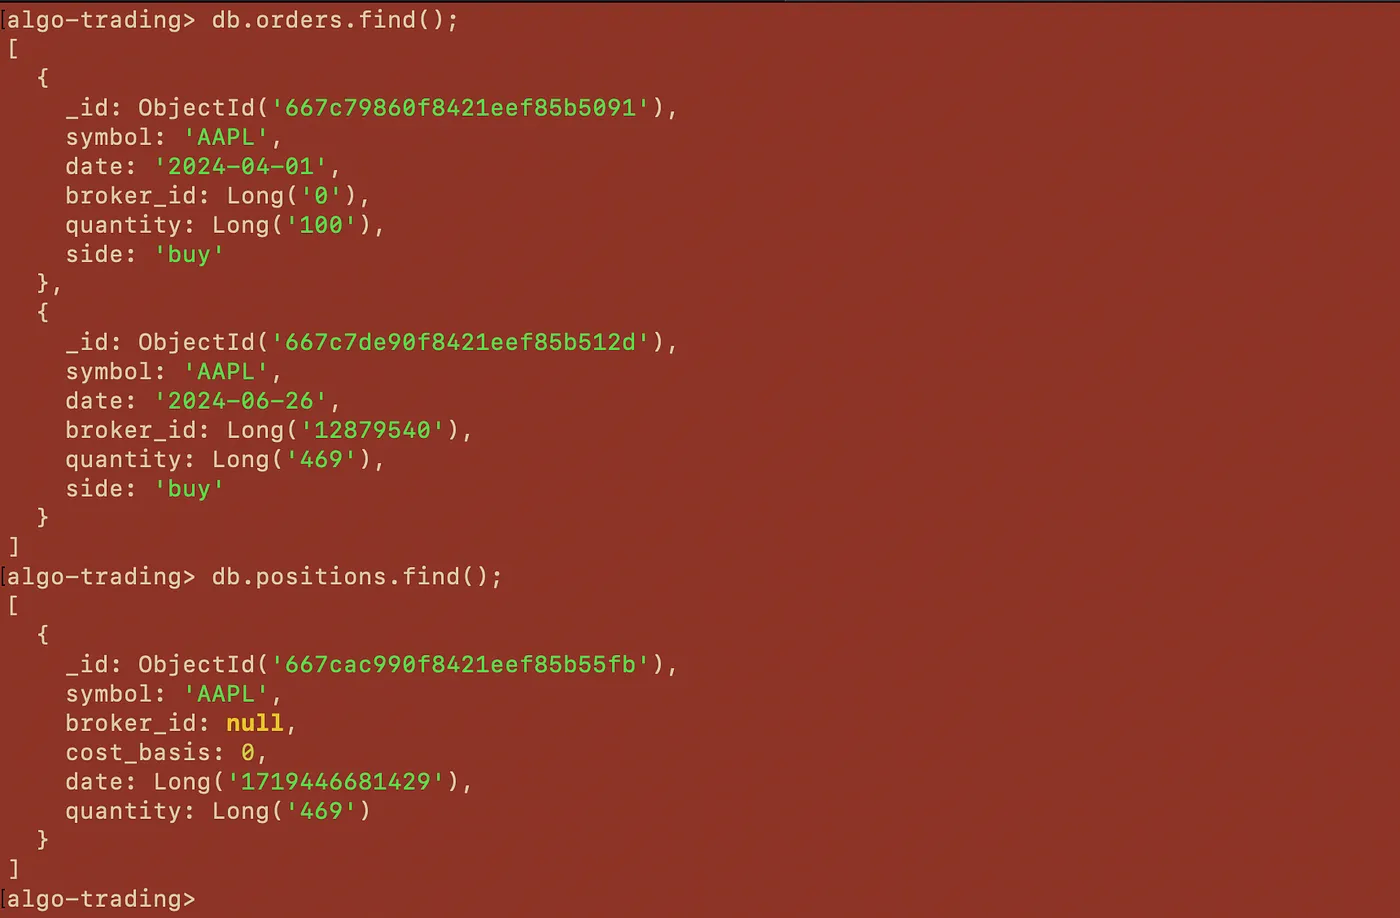 [algo-trading> db.orders.find();
[
  {
    _id: ObjectId('667c79860f8421eef85b5091'),
    symbol: 'AAPL',
    date: '2024-04-01',
    broker_id: Long('0'),
    quantity: Long('100'),
    side: 'buy'
  },
  {
    _id: ObjectId('667c7de90f8421eef85b512d'),
    symbol: 'AAPL',
    date: '2024-06-26',
    broker_id: Long('12879540'),
    quantity: Long('469'),
    side: 'buy'
  }
]
[algo-trading> db.positions.find();
[
  {
    _id: ObjectId('667cac990f8421eef85b55fb'),
    symbol: 'AAPL',
    broker_id: null,
    cost_basis: 0,
    date: Long('1719446681429'),
    quantity: Long('469')
  }
]
[algo-trading>